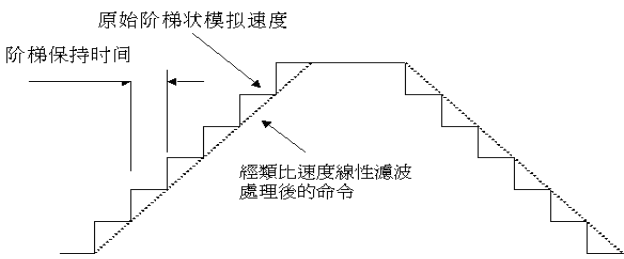 原始阶梯状模拟速度
阶梯保持时间
經類比速度線性濾波
處理後的命令